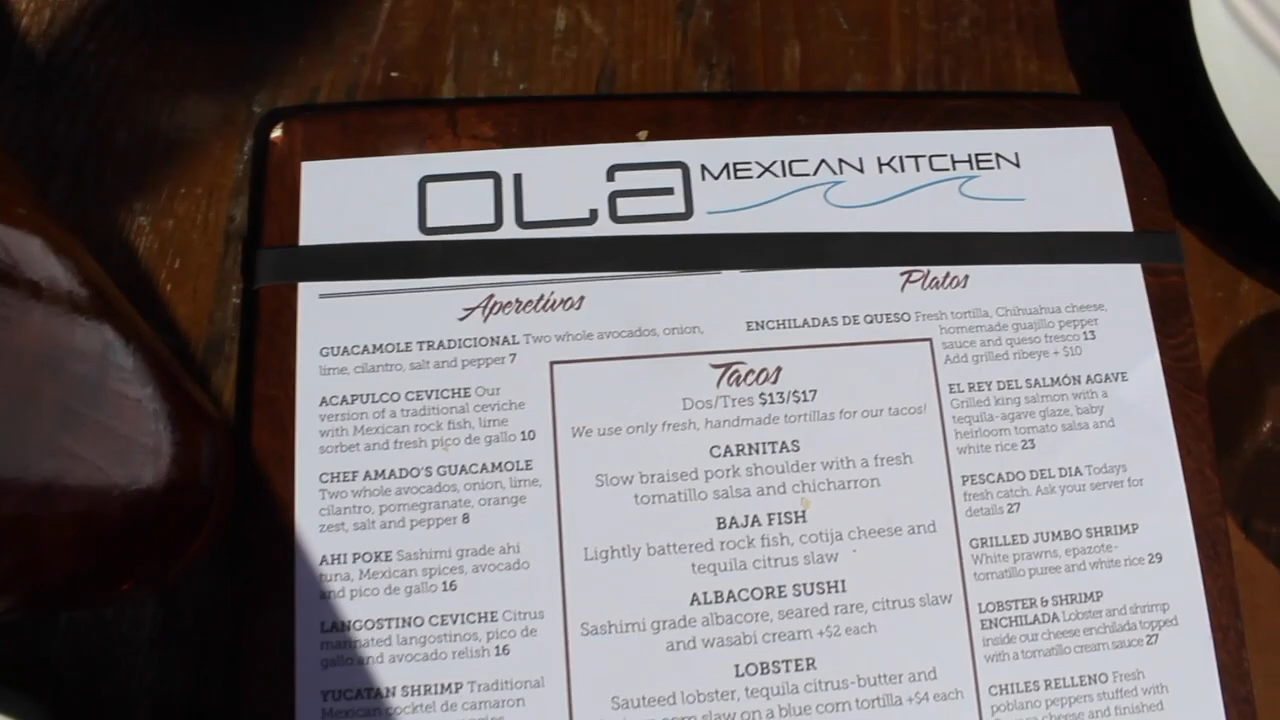 OLA MEXICAN KITCHEN
Aperetivos
GUACAMOLE TRADICIONAL Two whole avocados, onion,
lime, cilantro, salt and pepper 7
ACAPULCO CEVICHE Our
version of a traditional ceviche
with Mexican rock fish, lime
sorbet and fresh pico de gallo 10
CHEF AMADO'S GUACAMOLE
Two whole avocados, onion, lime,
cilantro, pomegranate, orange
zest, salt and pepper 8
AHI POKE Sashimi grade ahi
tuna, Mexican spices, avocado
and pico de gallo 16
LANGOSTINO CEVICHE Citrus
marinated langostinos, pico de
gallo and avocado relish 16
YUCATAN SHRIMP Traditional
Mexican cocktel de camaron
Tacos
Dos/Tres $13/$17
We use only fresh, handmade tortillas for our tacos!
CARNITAS
Slow braised pork shoulder with a fresh
tomatillo salsa and chicharron
BAJA FISH
Lightly battered rock fish, cotija cheese and
tequila citrus slaw
ALBACORE SUSHI
Sashimi grade albacore, seared rare, citrus slaw
and wasabi cream +$2 each
LOBSTER
Sauteed lobster, tequila citrus-butter and
corn slaw on a blue corn tortilla +$4 each
Platos
ENCHILADAS DE QUESO Fresh tortilla, Chihuahua cheese,
homemade guajillo pepper
sauce and queso fresco 13
Add grilled ribeye + $10
EL REY DEL SALMÓN AGAVE
Grilled king salmon with a
tequila-agave glaze, baby
heirloom tomato salsa and
white rice 23
PESCADO DEL DIA Todays
fresh catch. Ask your server for
details 27
GRILLED JUMBO SHRIMP
White prawns, epazote-
tomatillo puree and white rice 29
LOBSTER & SHRIMP
ENCHILADA Lobster and shrimp
inside our cheese enchilada topped
with a tomatillo cream sauce 27
CHILES RELLENO Fresh
poblano peppers stuffed with
cheese and finished